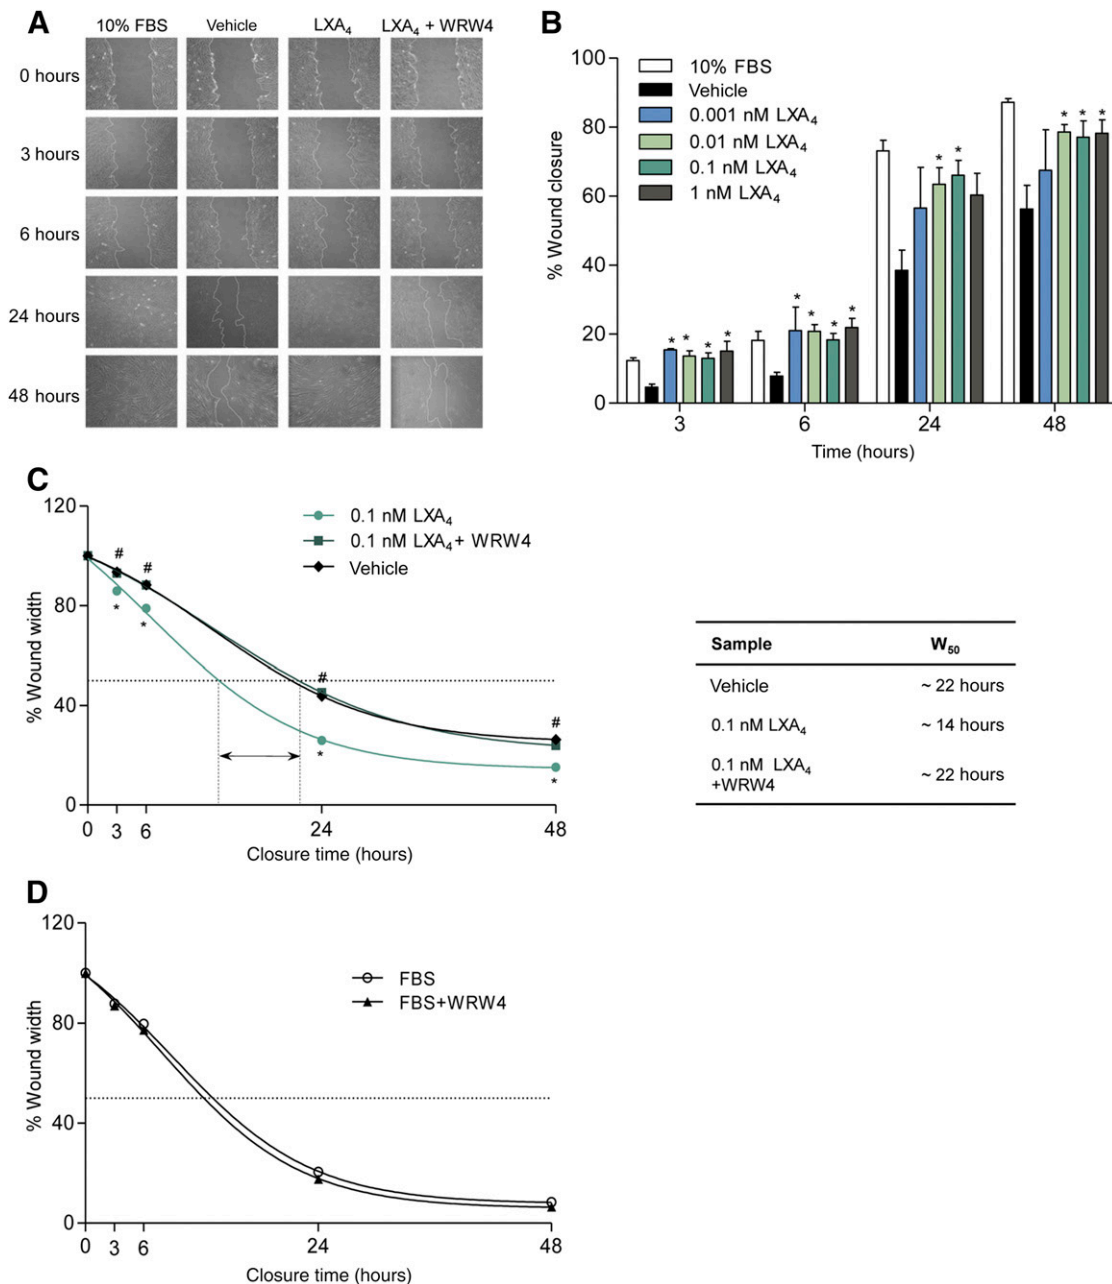 A
10% FBS Vehicle LXA₄ LXA₄ + WRW4
0 hours
3 hours
6 hours
24 hours
48 hours
B
10% FBS
Vehicle
0.001 nM LXA₄
0.01 nM LXA₄
0.1 nM LXA₄
1 nM LXA₄
% Wound closure
100
80
60
40
20
0
* * * *
* * * *
* *
* * *
3 6 24 48
Time (hours)
C
% Wound width
120
80
40
0
0.1 nM LXA₄
0.1 nM LXA₄ + WRW4
Vehicle
# # # #
* * * *
0 3 6 24 48
Closure time (hours)
Sample W₅₀
Vehicle ~ 22 hours
0.1 nM LXA₄ ~ 14 hours
0.1 nM LXA₄
+WRW4 ~ 22 hours
D
% Wound width
120
80
40
0
FBS
FBS+WRW4
0 3 6 24 48
Closure time (hours)